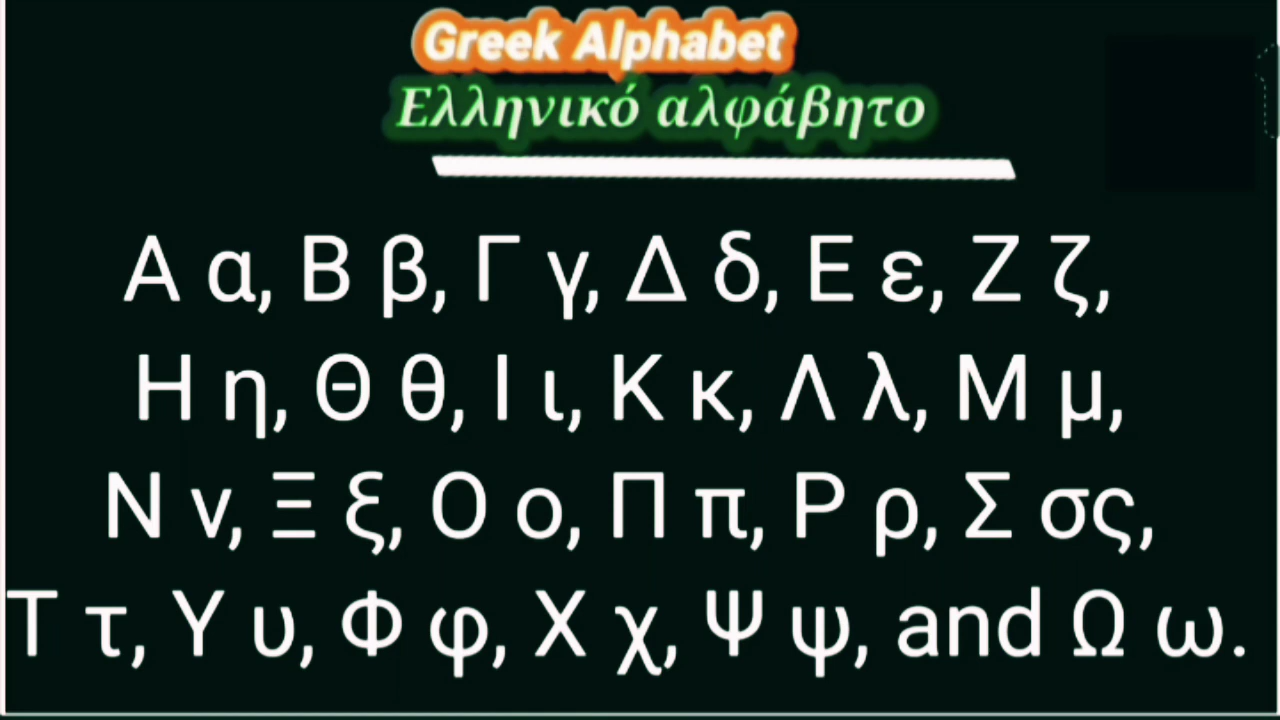 Greek Alphabet
Ελληνικό αλφάβητο
Α α, Β β, Γ γ, Δ δ, Ε ε, Ζ ζ,
Η η, Θ θ, Ι ι, Κ κ, Λ λ, Μ μ,
Ν ν, Ξ ξ, Ο ο, Π π, Ρ ρ, Σ σς,
Τ τ, Υ υ, Φ φ, Χ χ, Ψ ψ, and Ω ω.